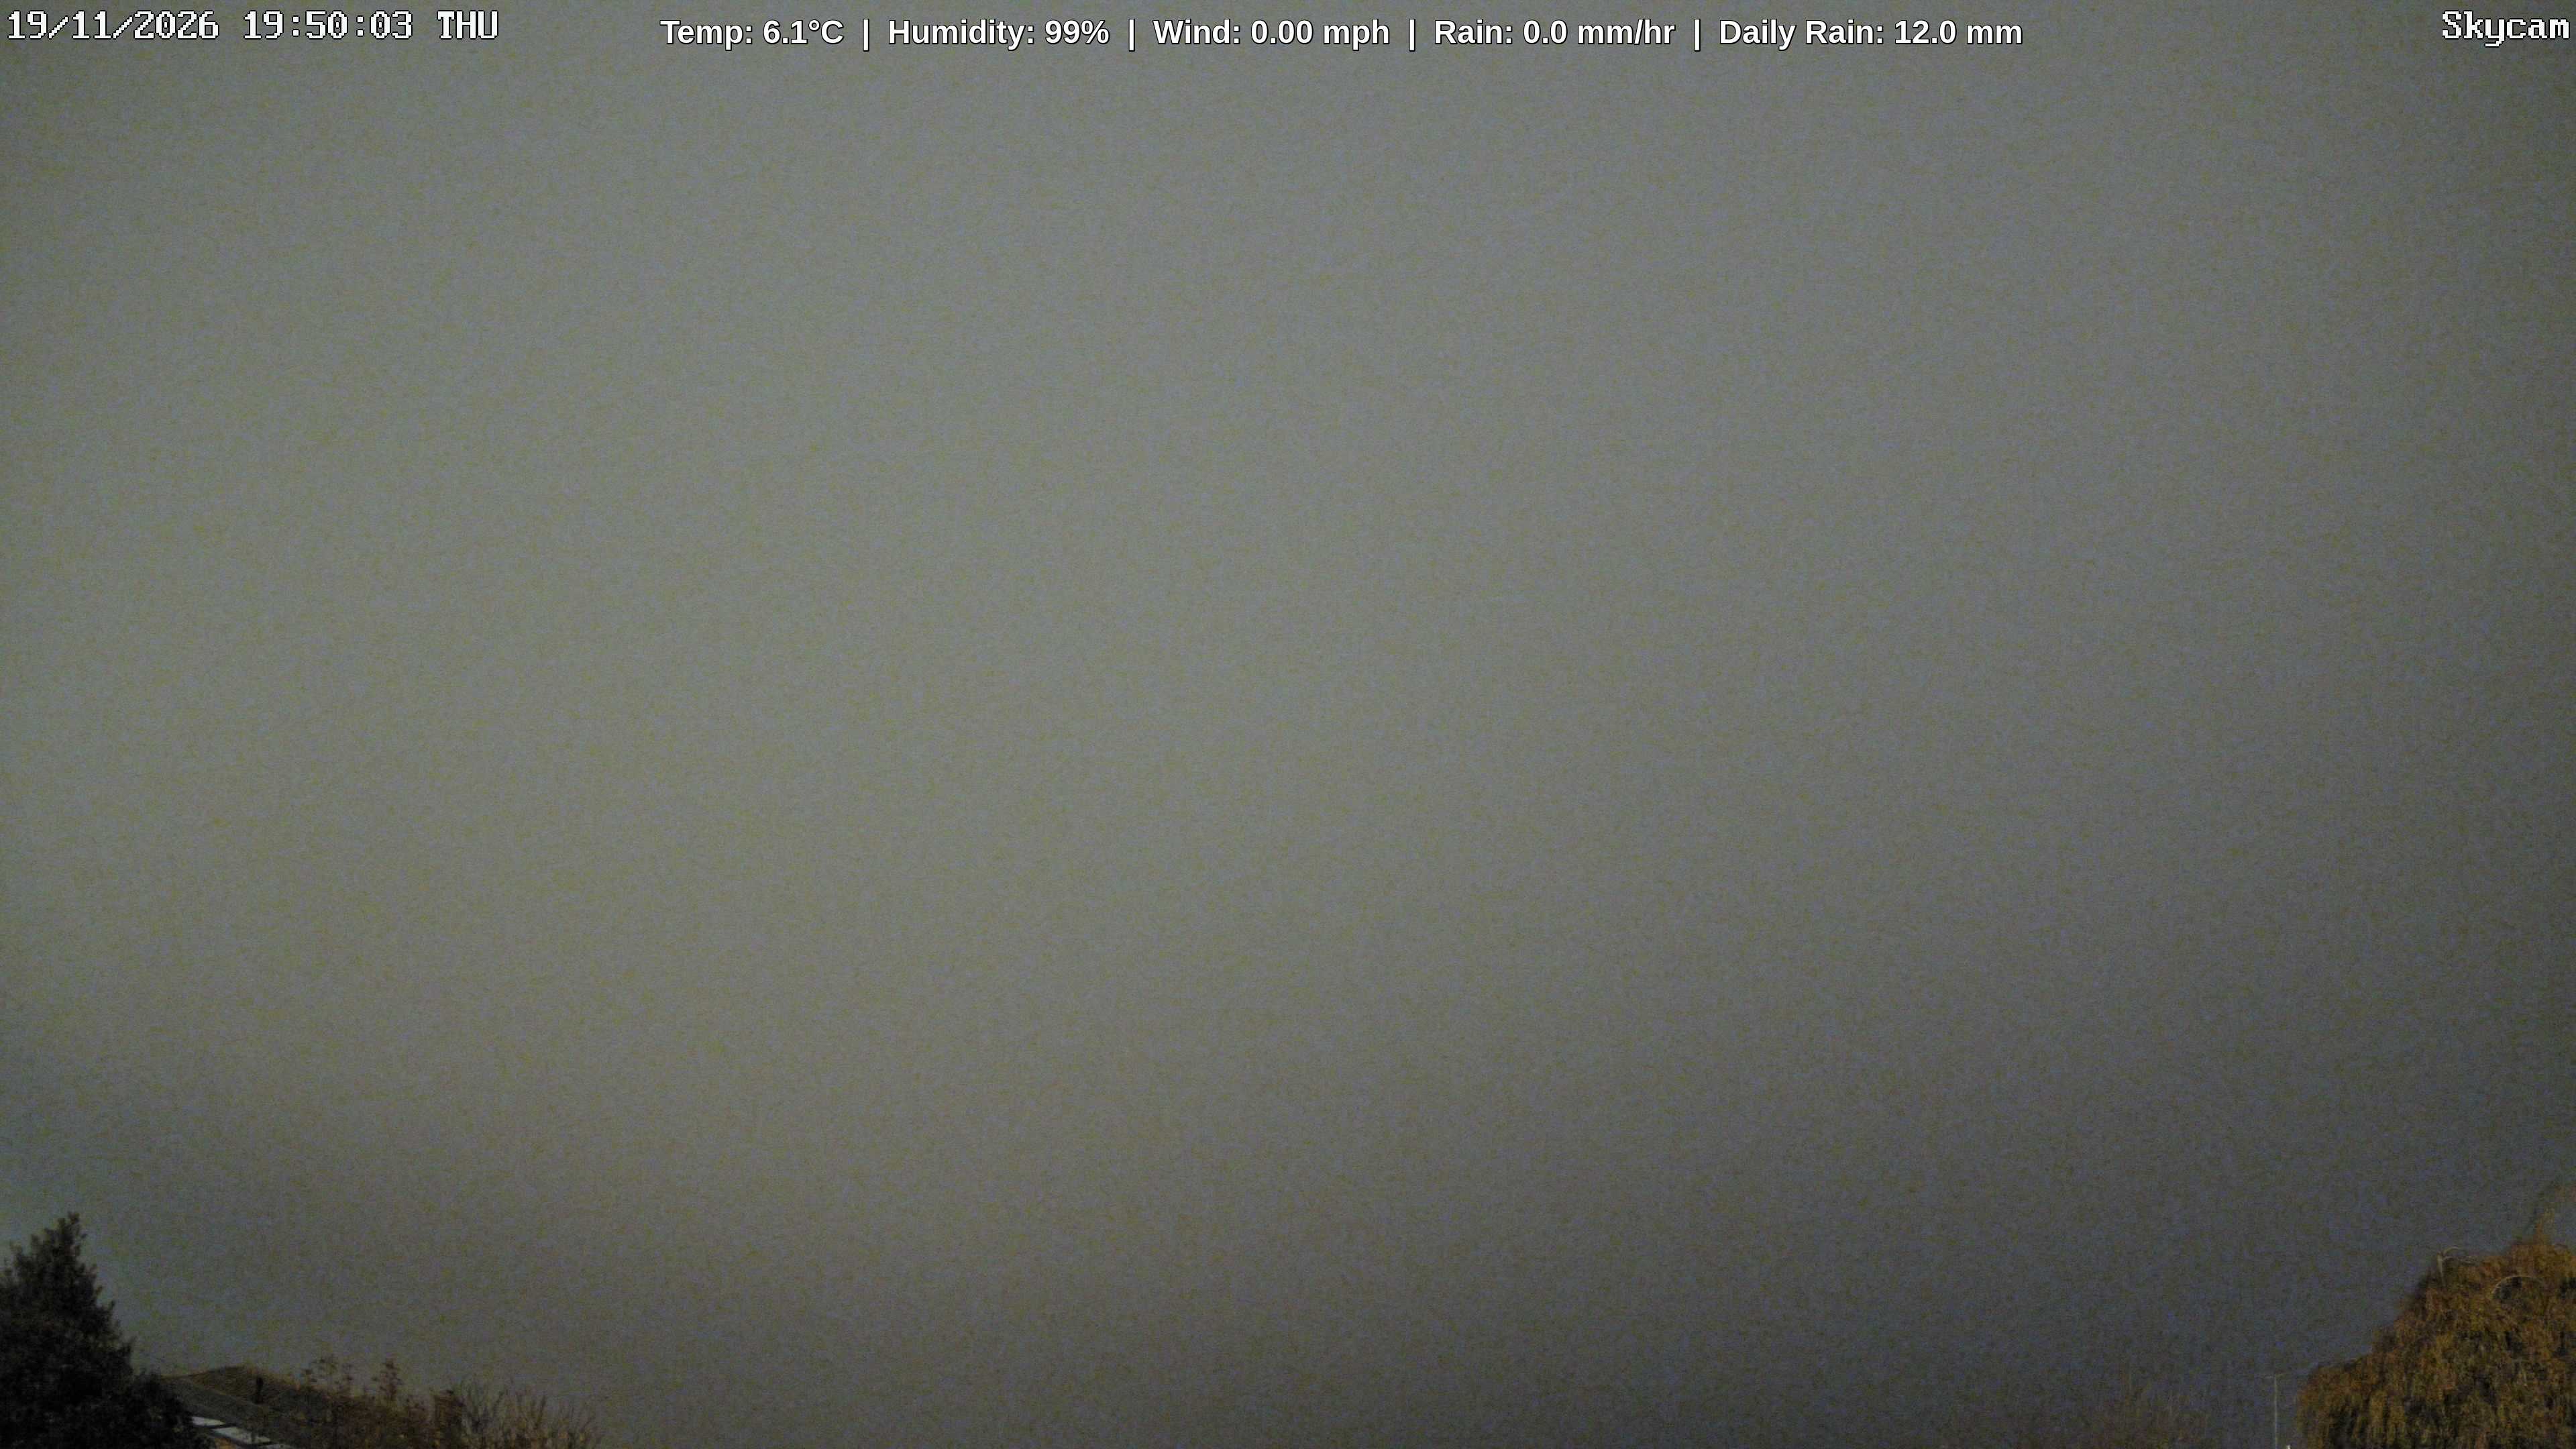 19/11/2026 19:50:03 THU
Temp: 6.1°C | Humidity: 99% | Wind: 0.00 mph | Rain: 0.0 mm/hr | Daily Rain: 12.0 mm
Skycam